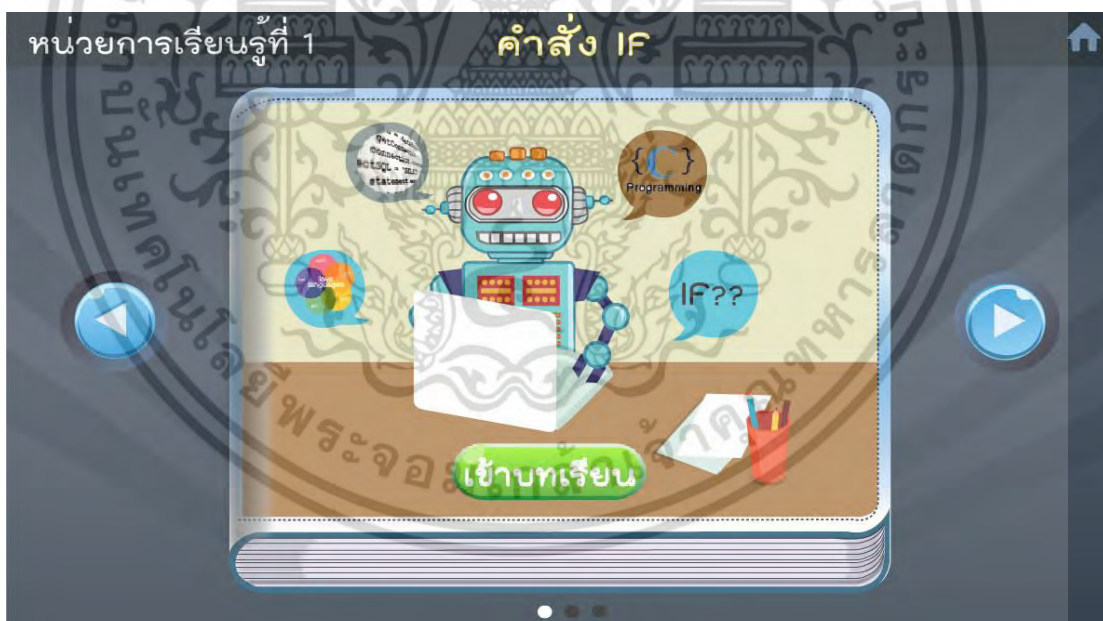 หน่วยการเรียนรู้ที่ 1
คำสั่ง IF
{C}
Programming
IF??
เข้าบทเรียน